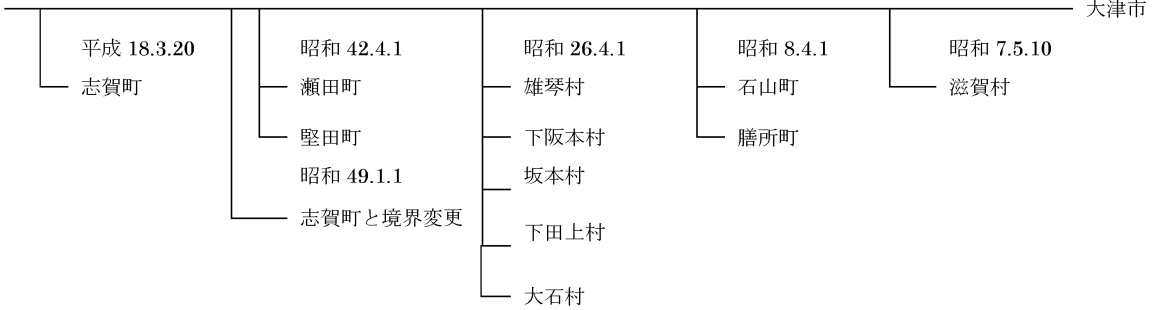 大津市
平成 18.3.20
志賀町
昭和 42.4.1
瀬田町
堅田町
昭和 49.1.1
志賀町と境界変更
昭和 26.4.1
雄琴村
下阪本村
坂本村
下田上村
大石村
昭和 8.4.1
石山町
膳所町
昭和 7.5.10
滋賀村